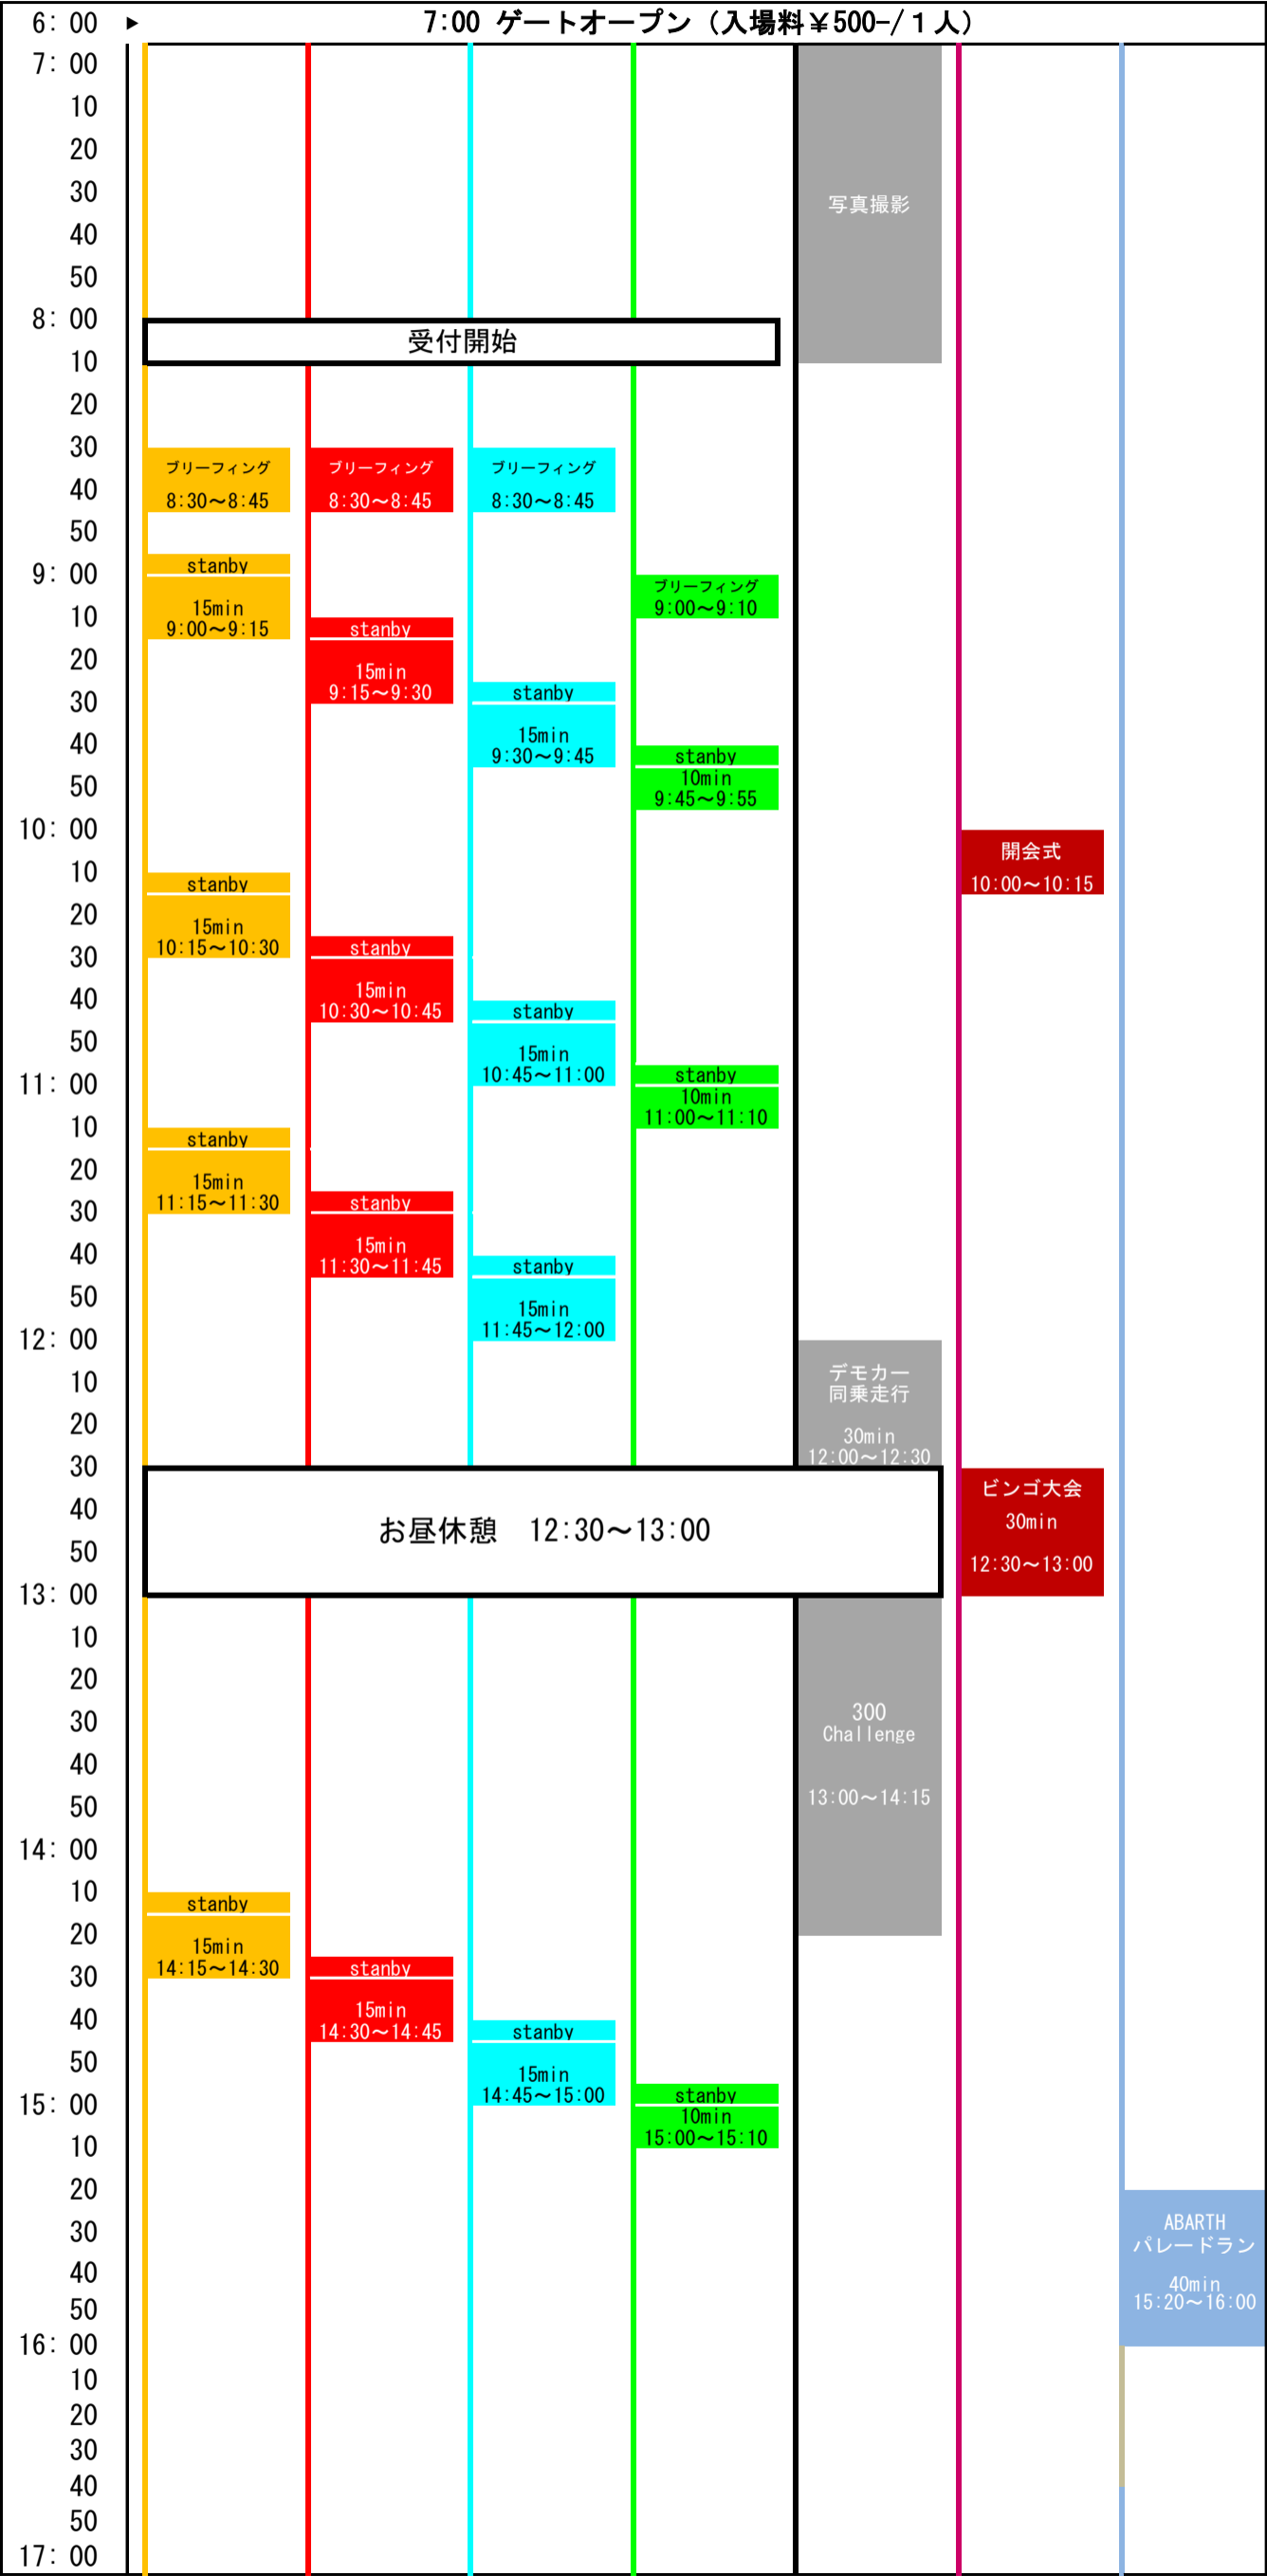 6:00 ▶ 7:00 ゲートオープン（入場料￥500-/１人）
7:00
10
20
30
写真撮影
40
50
8:00
受付開始
10
20
30
ブリーフィング ブリーフィング ブリーフィング
40
8:30～8:45 8:30～8:45 8:30～8:45
50
stanby
9:00
ブリーフィング
15min 9:00～9:10
10
9:00～9:15 stanby
20
15min
9:15～9:30 stanby
30
15min
40
9:30～9:45 stanby
10min
50
9:45～9:55
10:00
開会式
10
stanby 10:00～10:15
20
15min
10:15～10:30 stanby
30
15min
40
10:30～10:45 stanby
50
15min
10:45～11:00 stanby
11:00
10min
11:00～11:10
10
stanby
20
15min
11:15～11:30 stanby
30
15min
40
11:30～11:45 stanby
50
15min
11:45～12:00
12:00
デモカー
10
同乗走行
20
30min
12:00～12:30
30
ビンゴ大会
40
30min
お昼休憩　12:30～13:00
50
12:30～13:00
13:00
10
20
300
30
Challenge
40
13:00～14:15
50
14:00
10
stanby
20
15min
14:15～14:30 stanby
30
15min
40
14:30～14:45 stanby
50
15min
14:45～15:00 stanby
15:00
10min
15:00～15:10
10
20
ABARTH
30
パレードラン
40
40min
15:20～16:00
50
16:00
10
20
30
40
50
17:00